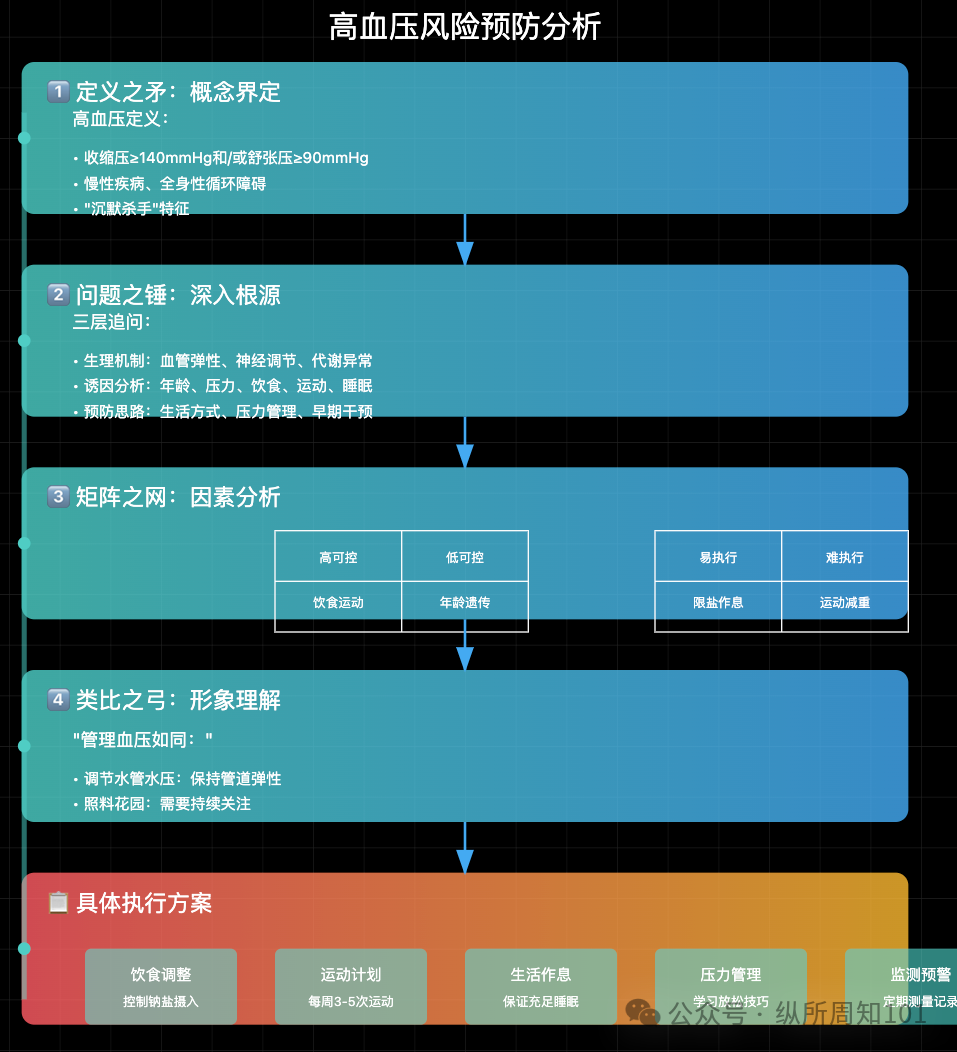 高血压风险预防分析
1 定义之矛：概念界定
高血压定义：
• 收缩压≥140mmHg和/或舒张压≥90mmHg
• 慢性疾病、全身性循环障碍
• "沉默杀手"特征
2 问题之锤：深入根源
三层追问：
• 生理机制：血管弹性、神经调节、代谢异常
• 诱因分析：年龄、压力、饮食、运动、睡眠
• 预防思路：生活方式、压力管理、早期干预
3 矩阵之网：因素分析
高可控 低可控 易执行 难执行
饮食运动 年龄遗传 限盐作息 运动减重
4 类比之弓：形象理解
"管理血压如同："
• 调节水管水压：保持管道弹性
• 照料花园：需要持续关注
具体执行方案
饮食调整 运动计划 生活作息 压力管理 监测预警
控制钠盐摄入 每周3-5次运动 保证充足睡眠 学习放松技巧 定期测量记录
公众号 · 纵所周知101